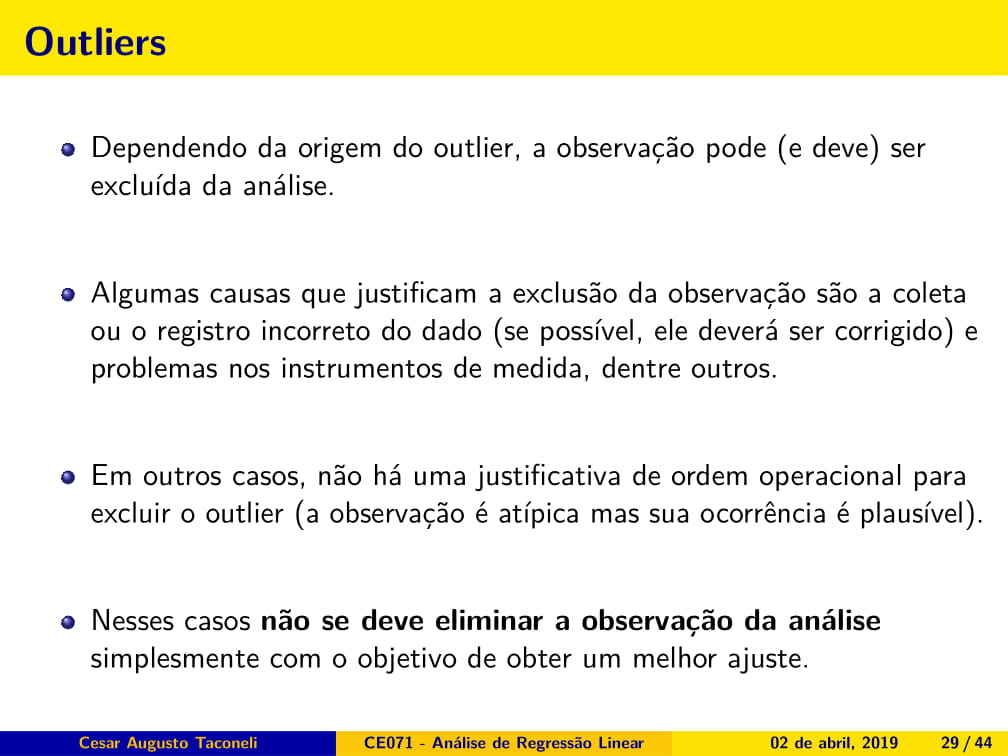 Outliers
Dependendo da origem do outlier, a observação pode (e deve) ser
excluída da análise.
Algumas causas que justificam a exclusão da observação são a coleta
ou o registro incorreto do dado (se possível, ele deverá ser corrigido) e
problemas nos instrumentos de medida, dentre outros.
Em outros casos, não há uma justificativa de ordem operacional para
excluir o outlier (a observação é atípica mas sua ocorrência é plausível).
Nesses casos não se deve eliminar a observação da análise
simplesmente com o objetivo de obter um melhor ajuste.
Cesar Augusto Taconeli CE071 - Análise de Regressão Linear 02 de abril, 2019 29 / 44